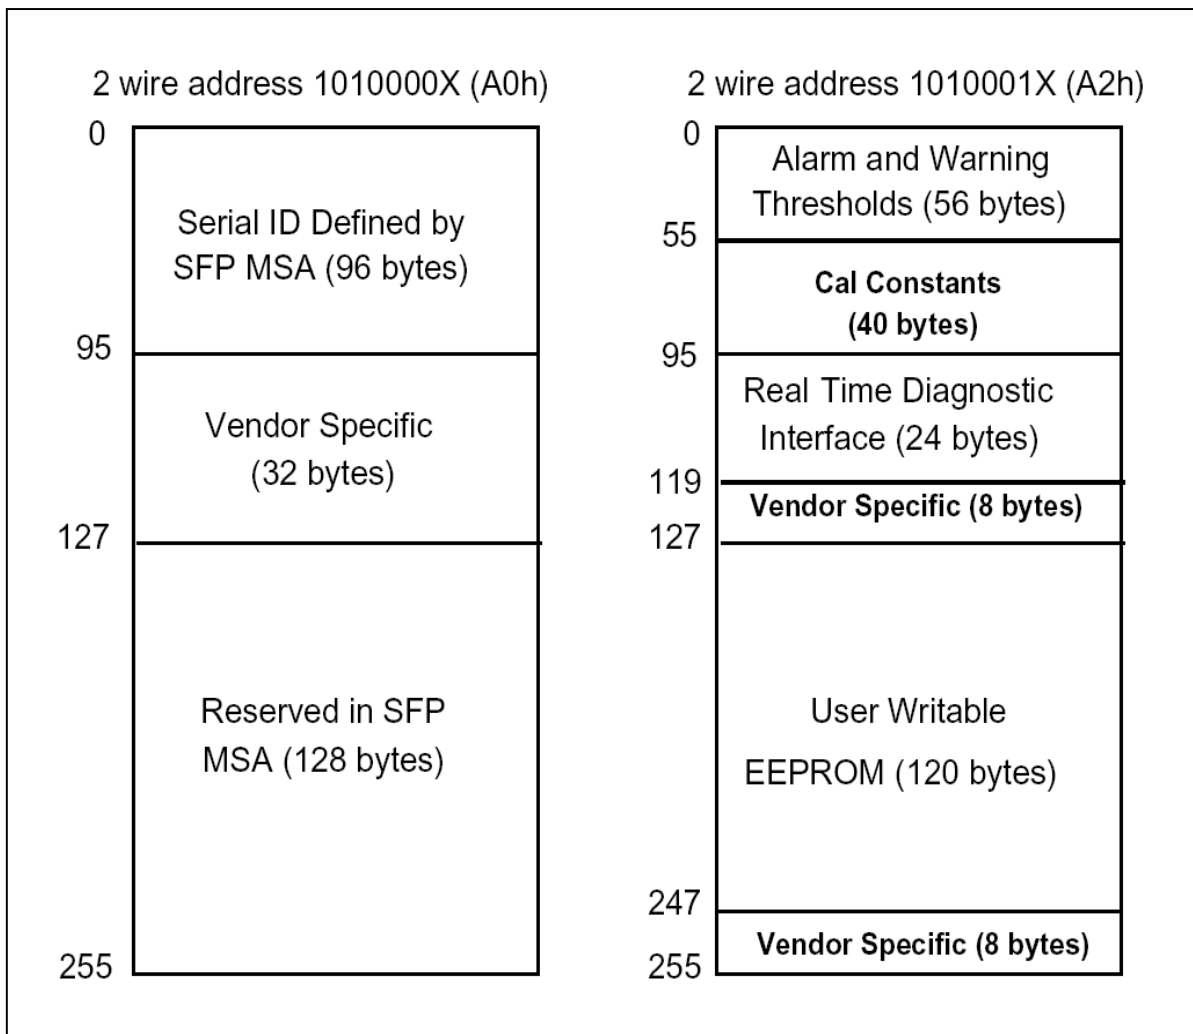 2 wire address 1010000X (A0h)
0
Serial ID Defined by
SFP MSA (96 bytes)
95
Vendor Specific
(32 bytes)
127
Reserved in SFP
MSA (128 bytes)
255
2 wire address 1010001X (A2h)
0
Alarm and Warning
Thresholds (56 bytes)
55
Cal Constants
(40 bytes)
95
Real Time Diagnostic
Interface (24 bytes)
119
Vendor Specific (8 bytes)
127
User Writable
EEPROM (120 bytes)
247
Vendor Specific (8 bytes)
255